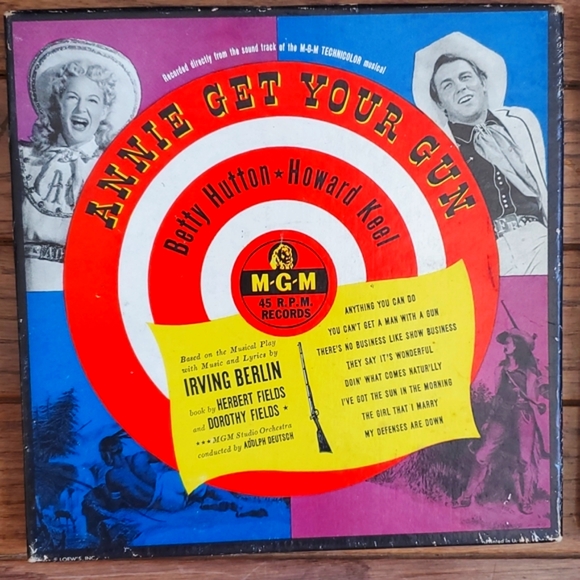 Recorded directly from the sound track of the M-G-M TECHNICOLOR musical
ANNIE GET YOUR GUN
Betty Hutton ★ Howard Keel
M-G-M
45 R.P.M.
RECORDS
Based on the Musical Play
with Music and Lyrics by
IRVING BERLIN
book by HERBERT FIELDS
and DOROTHY FIELDS ★
★★★ MGM Studio Orchestra
conducted by ADOLPH DEUTSCH
ANYTHING YOU CAN DO
YOU CAN'T GET A MAN WITH A GUN
THERE'S NO BUSINESS LIKE SHOW BUSINESS
THEY SAY IT'S WONDERFUL
DOIN' WHAT COMES NATUR'LLY
I'VE GOT THE SUN IN THE MORNING
THE GIRL THAT I MARRY
MY DEFENSES ARE DOWN
LOEW'S INC.